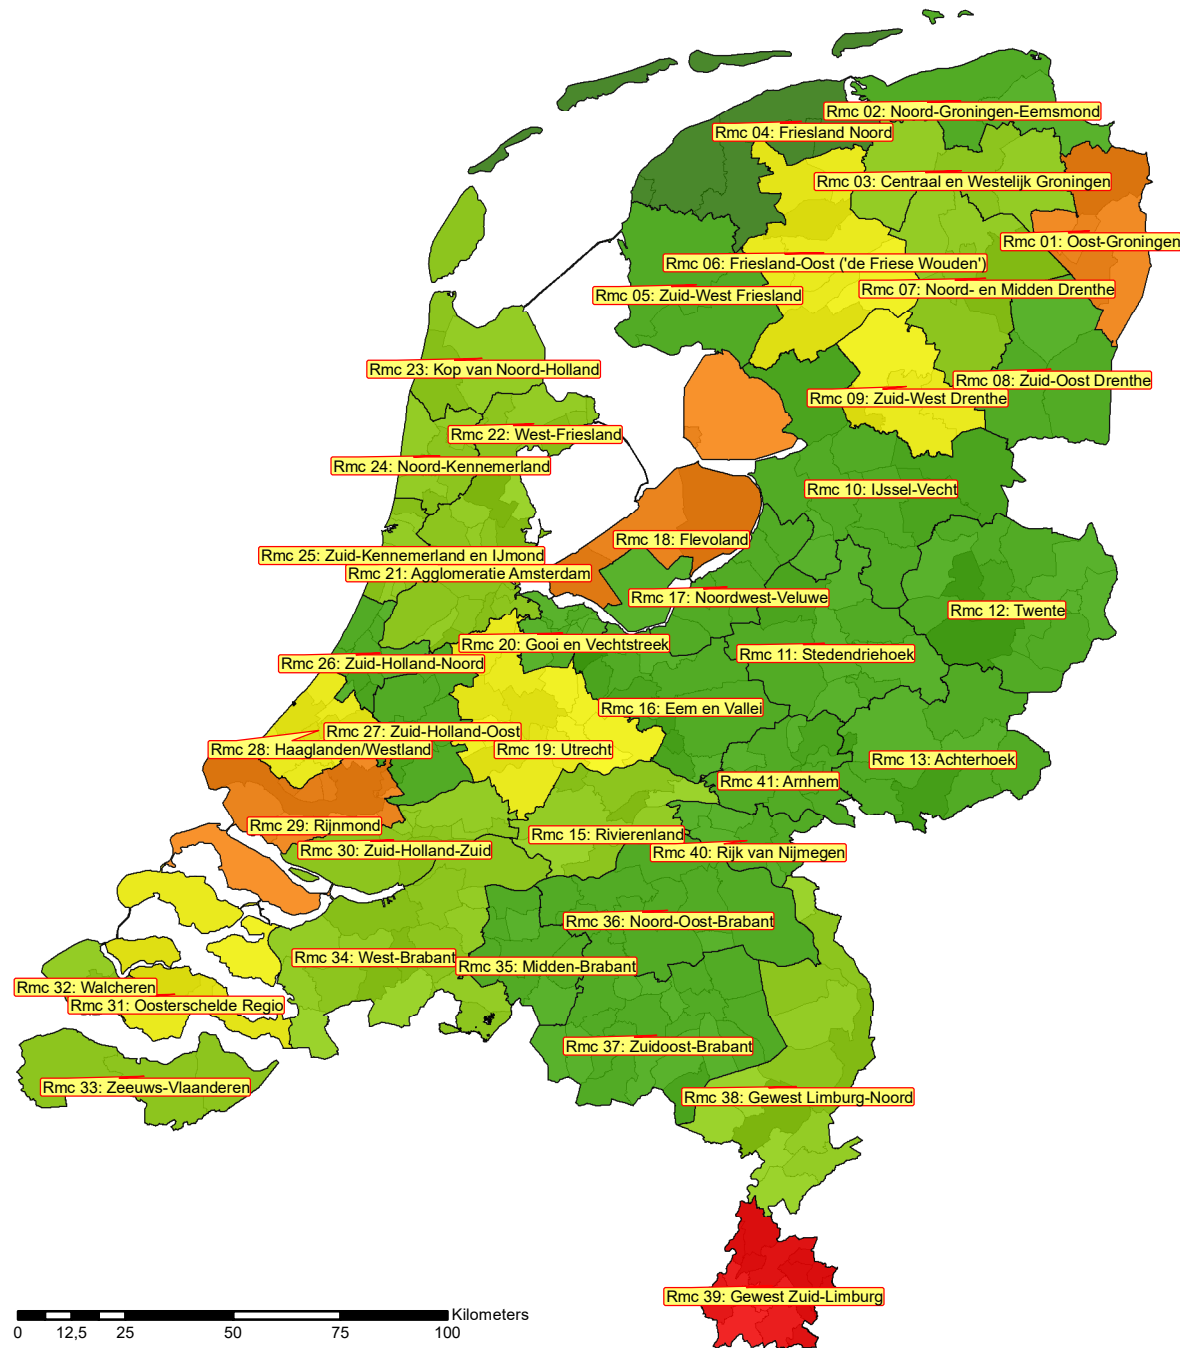 Rmc 02: Noord-Groningen-Eemsmond
Rmc 04: Friesland Noord
Rmc 03: Centraal en Westelijk Groningen
Rmc 01: Oost-Groningen
Rmc 06: Friesland-Oost ('de Friese Wouden')
Rmc 07: Noord- en Midden Drenthe
Rmc 05: Zuid-West Friesland
Rmc 23: Kop van Noord-Holland
Rmc 08: Zuid-Oost Drenthe
Rmc 09: Zuid-West Drenthe
Rmc 22: West-Friesland
Rmc 24: Noord-Kennemerland
Rmc 10: IJssel-Vecht
Rmc 18: Flevoland
Rmc 25: Zuid-Kennemerland en IJmond
Rmc 21: Agglomeratie Amsterdam
Rmc 17: Noordwest-Veluwe
Rmc 12: Twente
Rmc 20: Gooi en Vechtstreek
Rmc 11: Stedendriehoek
Rmc 26: Zuid-Holland-Noord
Rmc 16: Eem en Vallei
Rmc 27: Zuid-Holland-Oost
Rmc 28: Haaglanden/Westland
Rmc 19: Utrecht
Rmc 13: Achterhoek
Rmc 41: Arnhem
Rmc 29: Rijnmond
Rmc 15: Rivierenland
Rmc 30: Zuid-Holland-Zuid
Rmc 40: Rijk van Nijmegen
Rmc 36: Noord-Oost-Brabant
Rmc 34: West-Brabant
Rmc 35: Midden-Brabant
Rmc 32: Walcheren
Rmc 31: Oosterschelde Regio
Rmc 37: Zuidoost-Brabant
Rmc 33: Zeeuws-Vlaanderen
Rmc 38: Gewest Limburg-Noord
Rmc 39: Gewest Zuid-Limburg
Kilometers
0 12,5 25 50 75 100